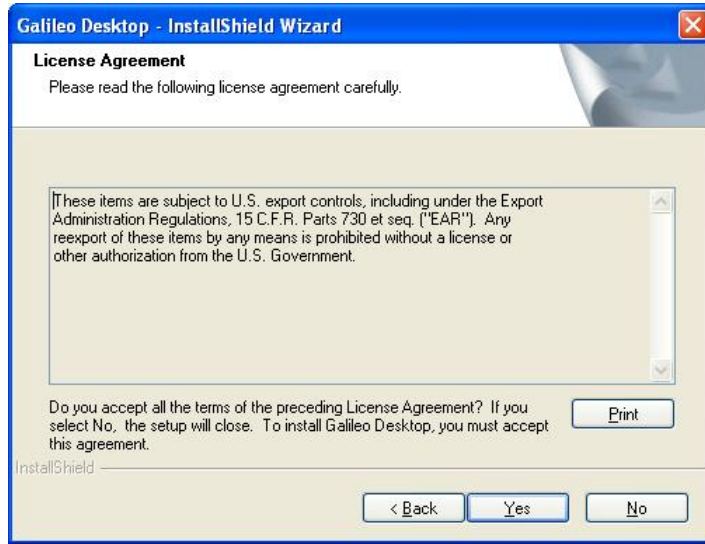 Galileo Desktop - InstallShield Wizard
License Agreement
Please read the following license agreement carefully.
These items are subject to U.S. export controls, including under the Export
Administration Regulations, 15 C.F.R. Parts 730 et seq. ("EAR").  Any
reexport of these items by any means is prohibited without a license or
other authorization from the U.S. Government.
Do you accept all the terms of the preceding License Agreement?  If you
select No,  the setup will close.  To install Galileo Desktop, you must accept
this agreement.
Print
InstallShield
< Back
Yes
No